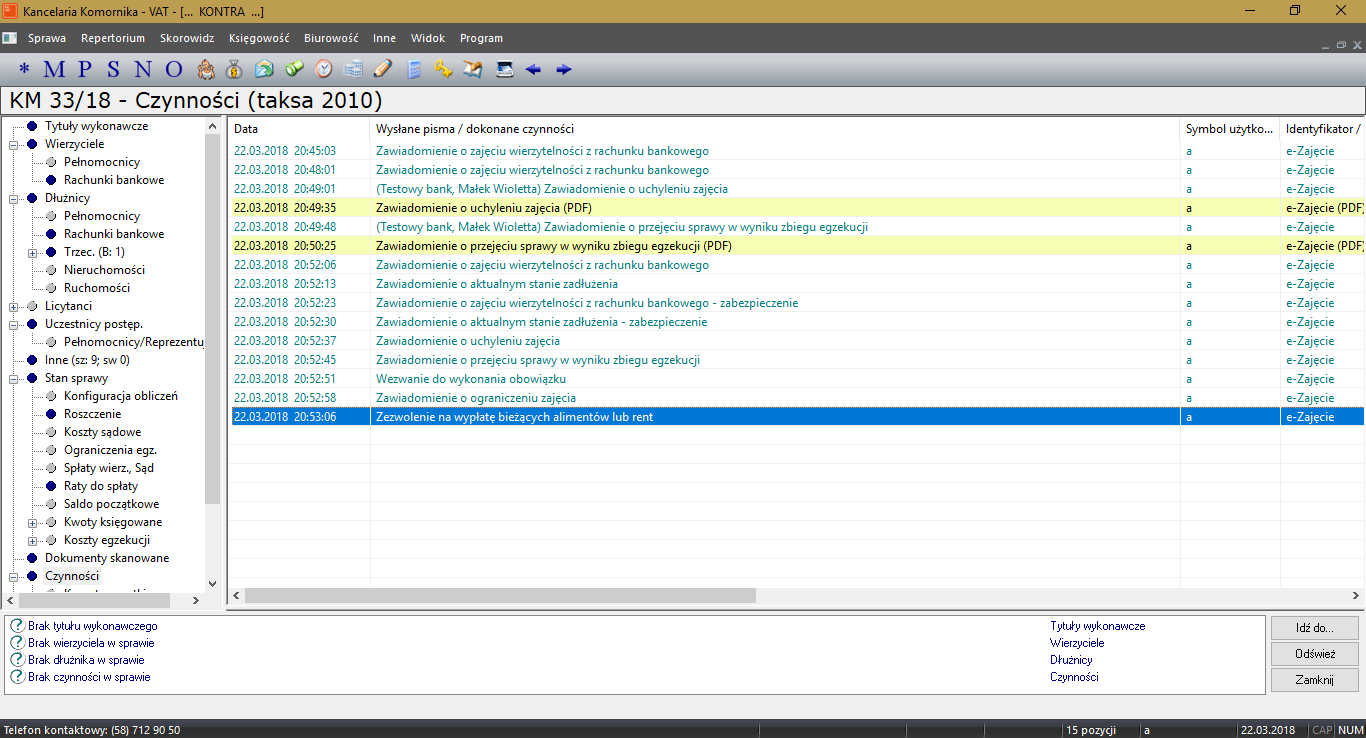 Kancelaria Komornika - VAT - [... KONTRA ...]
Sprawa Repertorium Skorowidz Księgowość Biurowość Inne Widok Program
* M P S N O
KM 33/18 - Czynności (taksa 2010)
Tytuły wykonawcze
Wierzyciele
Pełnomocnicy
Rachunki bankowe
Dłużnicy
Pełnomocnicy
Rachunki bankowe
Trzec. (B: 1)
Nieruchomości
Ruchomości
Licytanci
Uczestnicy postęp.
Pełnomocnicy/Reprezentu
Inne (sz: 9; sw 0)
Stan sprawy
Konfiguracja obliczeń
Roszczenie
Koszty sądowe
Ograniczenia egz.
Spłaty wierz., Sąd
Raty do spłaty
Saldo początkowe
Kwoty księgowane
Koszty egzekucji
Dokumenty skanowane
Czynności
Data Wysłane pisma / dokonane czynności Symbol użytko... Identyfikator /
22.03.2018 20:45:03 Zawiadomienie o zajęciu wierzytelności z rachunku bankowego a e-Zajęcie
22.03.2018 20:48:01 Zawiadomienie o zajęciu wierzytelności z rachunku bankowego a e-Zajęcie
22.03.2018 20:49:01 (Testowy bank, Małek Wioletta) Zawiadomienie o uchyleniu zajęcia a e-Zajęcie
22.03.2018 20:49:35 Zawiadomienie o uchyleniu zajęcia (PDF) a e-Zajęcie (PDF)
22.03.2018 20:49:48 (Testowy bank, Małek Wioletta) Zawiadomienie o przejęciu sprawy w wyniku zbiegu egzekucji a e-Zajęcie
22.03.2018 20:50:25 Zawiadomienie o przejęciu sprawy w wyniku zbiegu egzekucji (PDF) a e-Zajęcie (PDF)
22.03.2018 20:52:06 Zawiadomienie o zajęciu wierzytelności z rachunku bankowego a e-Zajęcie
22.03.2018 20:52:13 Zawiadomienie o aktualnym stanie zadłużenia a e-Zajęcie
22.03.2018 20:52:23 Zawiadomienie o zajęciu wierzytelności z rachunku bankowego - zabezpieczenie a e-Zajęcie
22.03.2018 20:52:30 Zawiadomienie o aktualnym stanie zadłużenia - zabezpieczenie a e-Zajęcie
22.03.2018 20:52:37 Zawiadomienie o uchyleniu zajęcia a e-Zajęcie
22.03.2018 20:52:45 Zawiadomienie o przejęciu sprawy w wyniku zbiegu egzekucji a e-Zajęcie
22.03.2018 20:52:51 Wezwanie do wykonania obowiązku a e-Zajęcie
22.03.2018 20:52:58 Zawiadomienie o ograniczeniu zajęcia a e-Zajęcie
22.03.2018 20:53:06 Zezwolenie na wypłatę bieżących alimentów lub rent a e-Zajęcie
Brak tytułu wykonawczego Tytuły wykonawcze
Brak wierzyciela w sprawie Wierzyciele
Brak dłużnika w sprawie Dłużnicy
Brak czynności w sprawie Czynności
Idź do...
Odśwież
Zamknij
Telefon kontaktowy: (58) 712 90 50 15 pozycji a 22.03.2018 CAP NUM